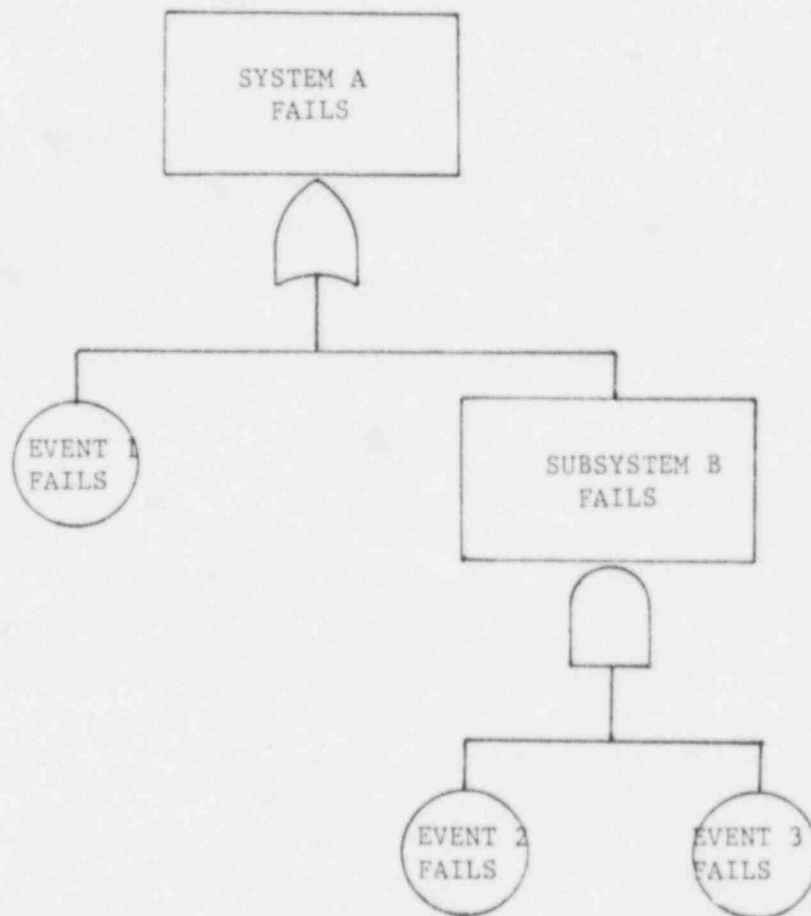 SYSTEM A
FAILS
EVENT 1
FAILS
SUBSYSTEM B
FAILS
EVENT 2
FAILS
EVENT 3
FAILS